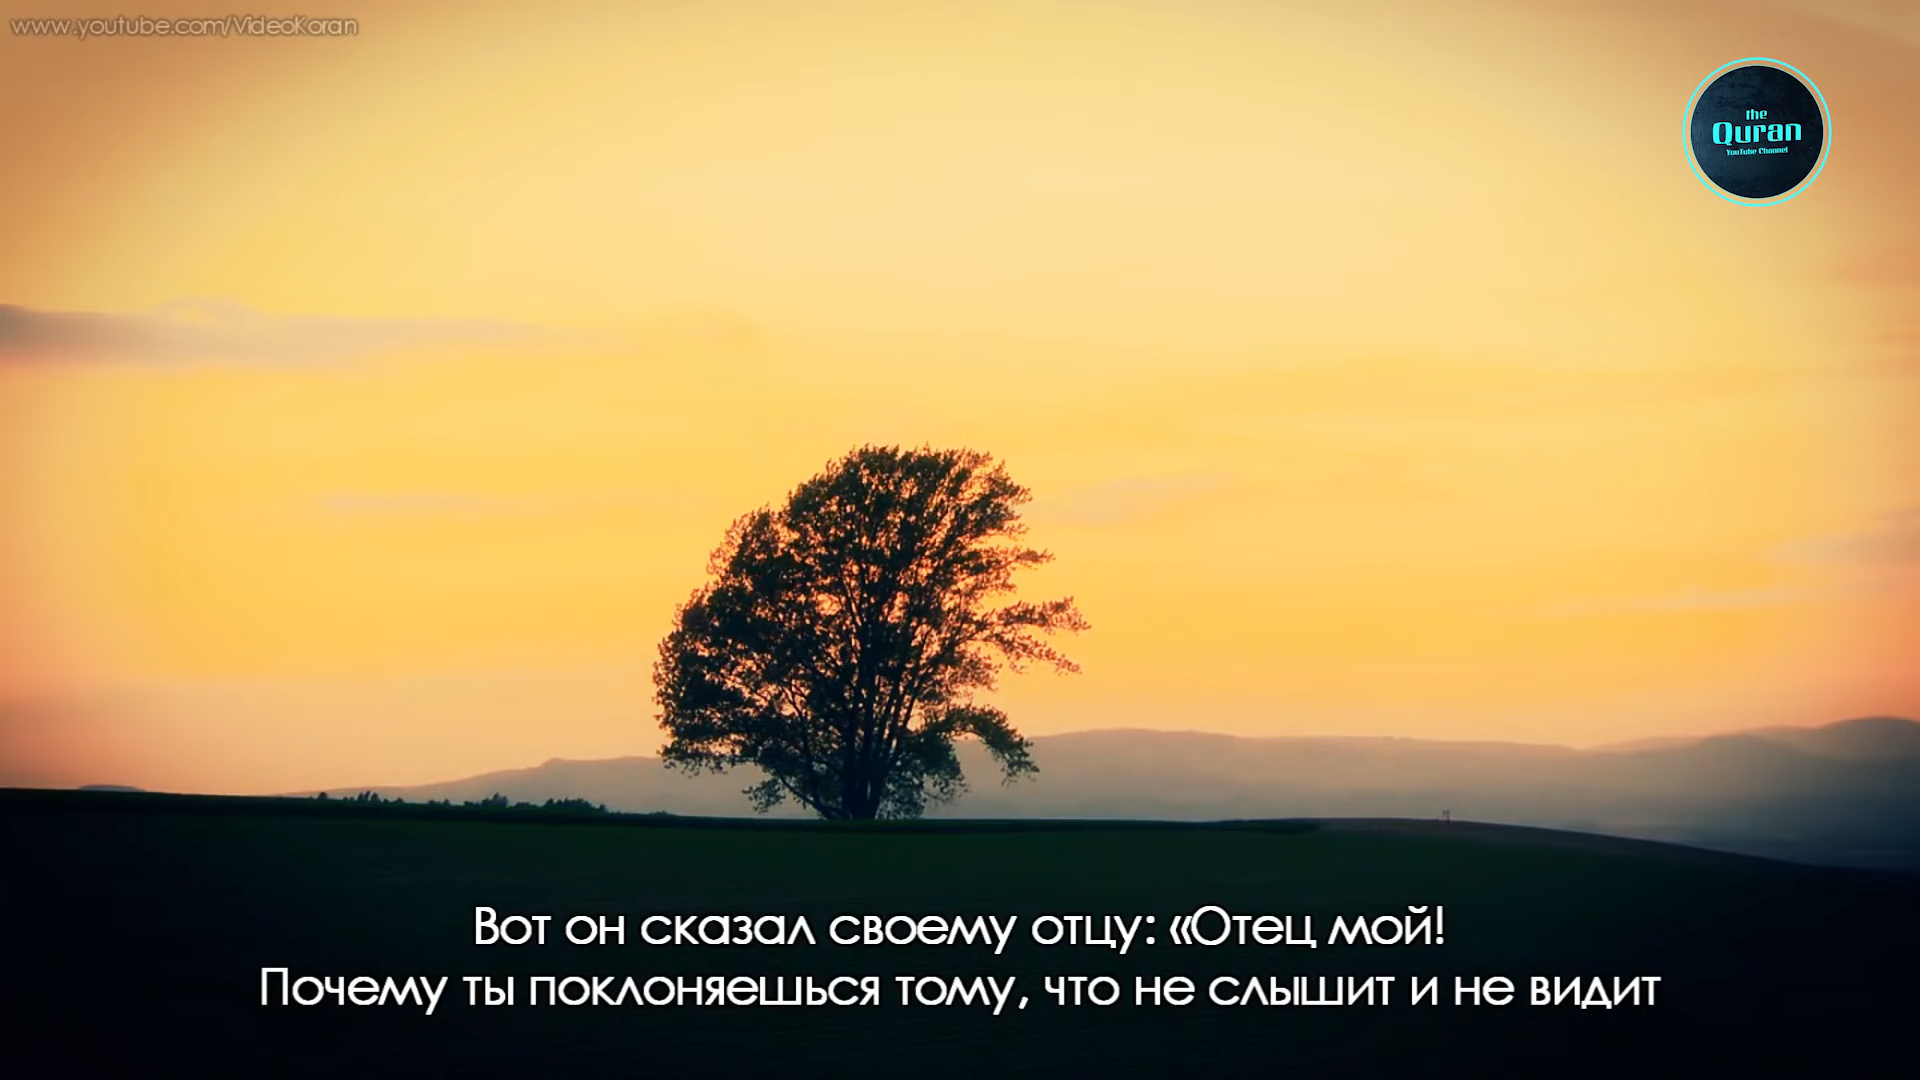 www.youtube.com/VideoKoran
the
Quran
YouTube Channel
Вот он сказал своему отцу: «Отец мой!
Почему ты поклоняешься тому, что не слышит и не видит